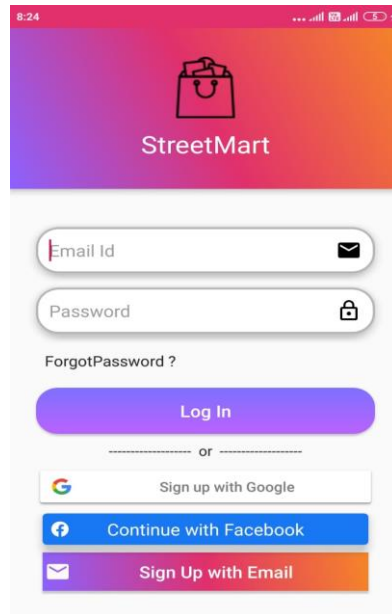 8:24
StreetMart
Email Id
Password
ForgotPassword ?
Log In
------------------- or -------------------
Sign up with Google
Continue with Facebook
Sign Up with Email